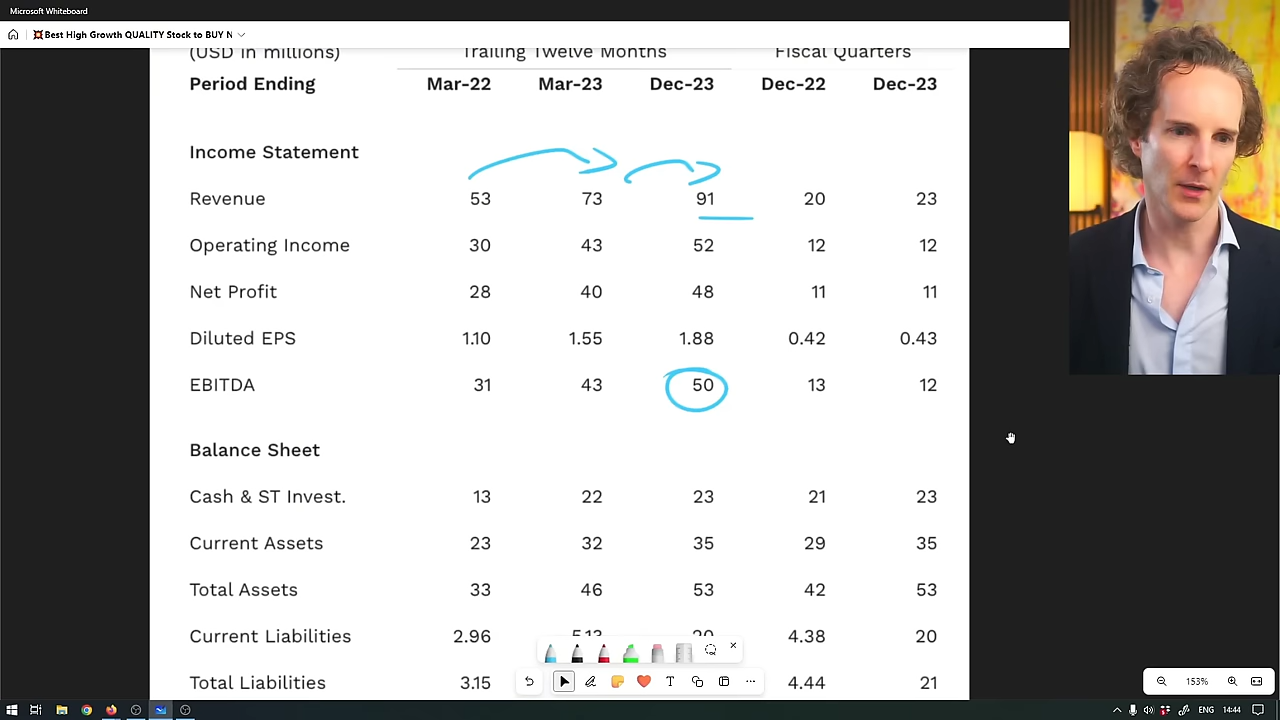 Microsoft Whiteboard
💥Best High Growth QUALITY Stock to BUY N
(USD in millions) Trailing Twelve Months Fiscal Quarters
Period Ending Mar-22 Mar-23 Dec-23 Dec-22 Dec-23
Income Statement
Revenue 53 73 91 20 23
Operating Income 30 43 52 12 12
Net Profit 28 40 48 11 11
Diluted EPS 1.10 1.55 1.88 0.42 0.43
EBITDA 31 43 50 13 12
Balance Sheet
Cash & ST Invest. 13 22 23 21 23
Current Assets 23 32 35 29 35
Total Assets 33 46 53 42 53
Current Liabilities 2.96 5.13 20 4.38 20
Total Liabilities 3.15 4.44 21
153%
ENG 14:44